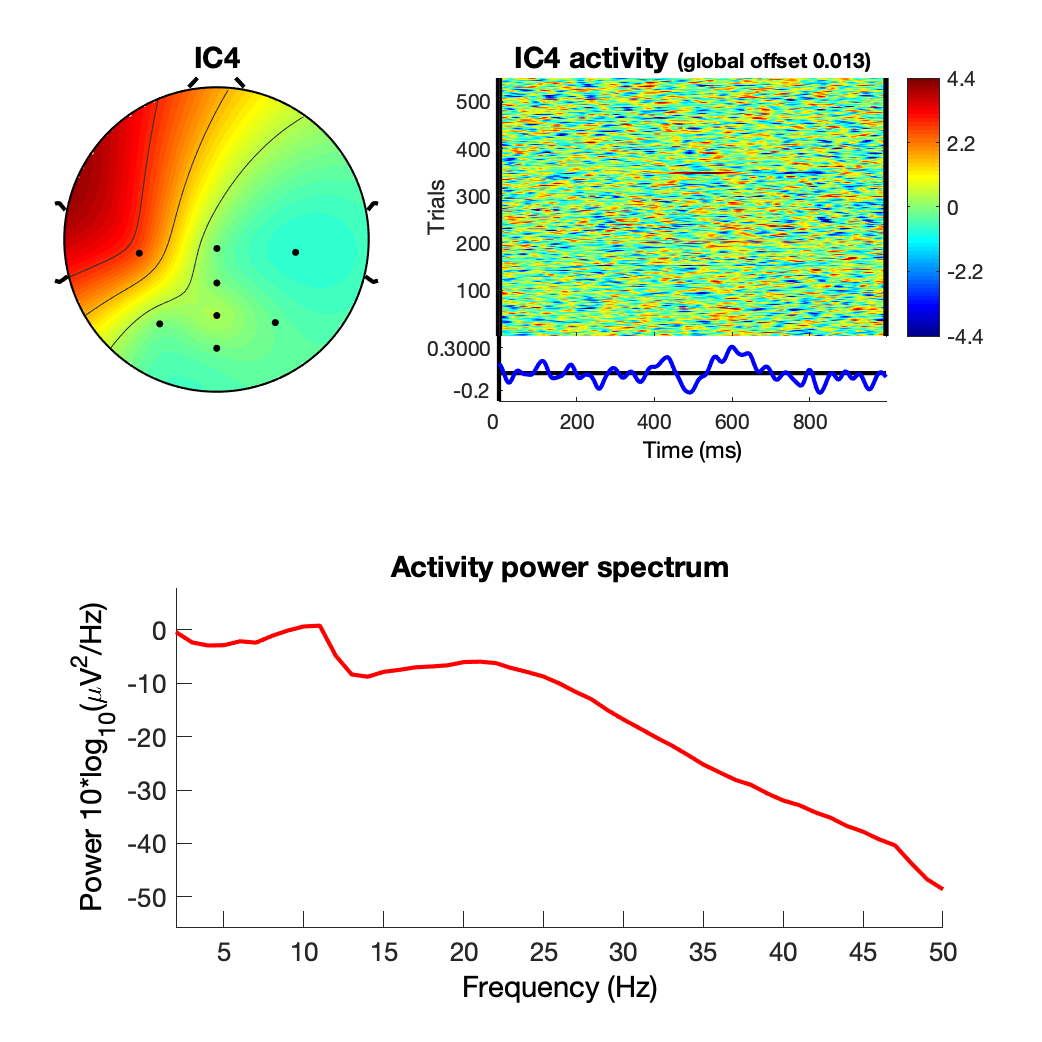 IC4
IC4 activity (global offset 0.013)
Trials
500
400
300
200
100
4.4
2.2
0
-2.2
-4.4
0.3000
-0.2
0 200 400 600 800
Time (ms)
Activity power spectrum
Power 10*log10(μV2/Hz)
0
-10
-20
-30
-40
-50
5 10 15 20 25 30 35 40 45 50
Frequency (Hz)